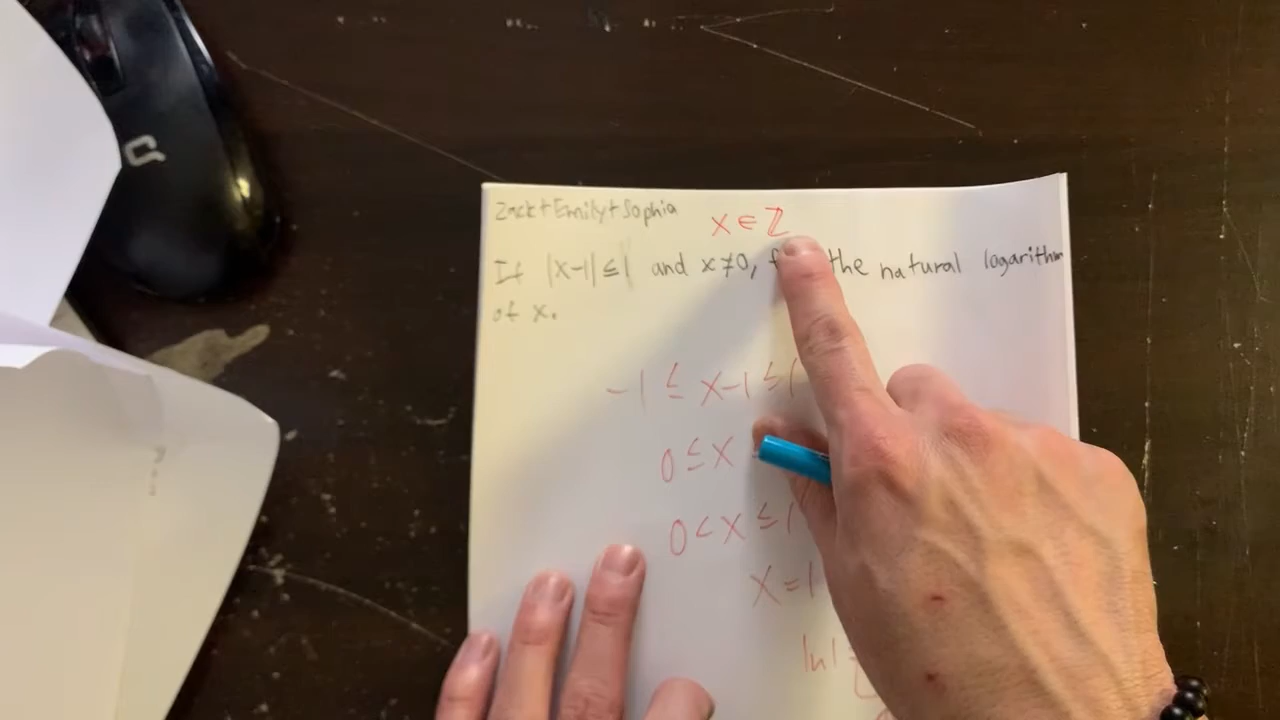 Zack+Emily+Sophia x∈ℤ
If |x-1|≤1 and x≠0, the natural logarithm
of x.
-1 ≤ x-1 ≤ 1
0 ≤ x
0 < x ≤ 1
x = 1
ln1